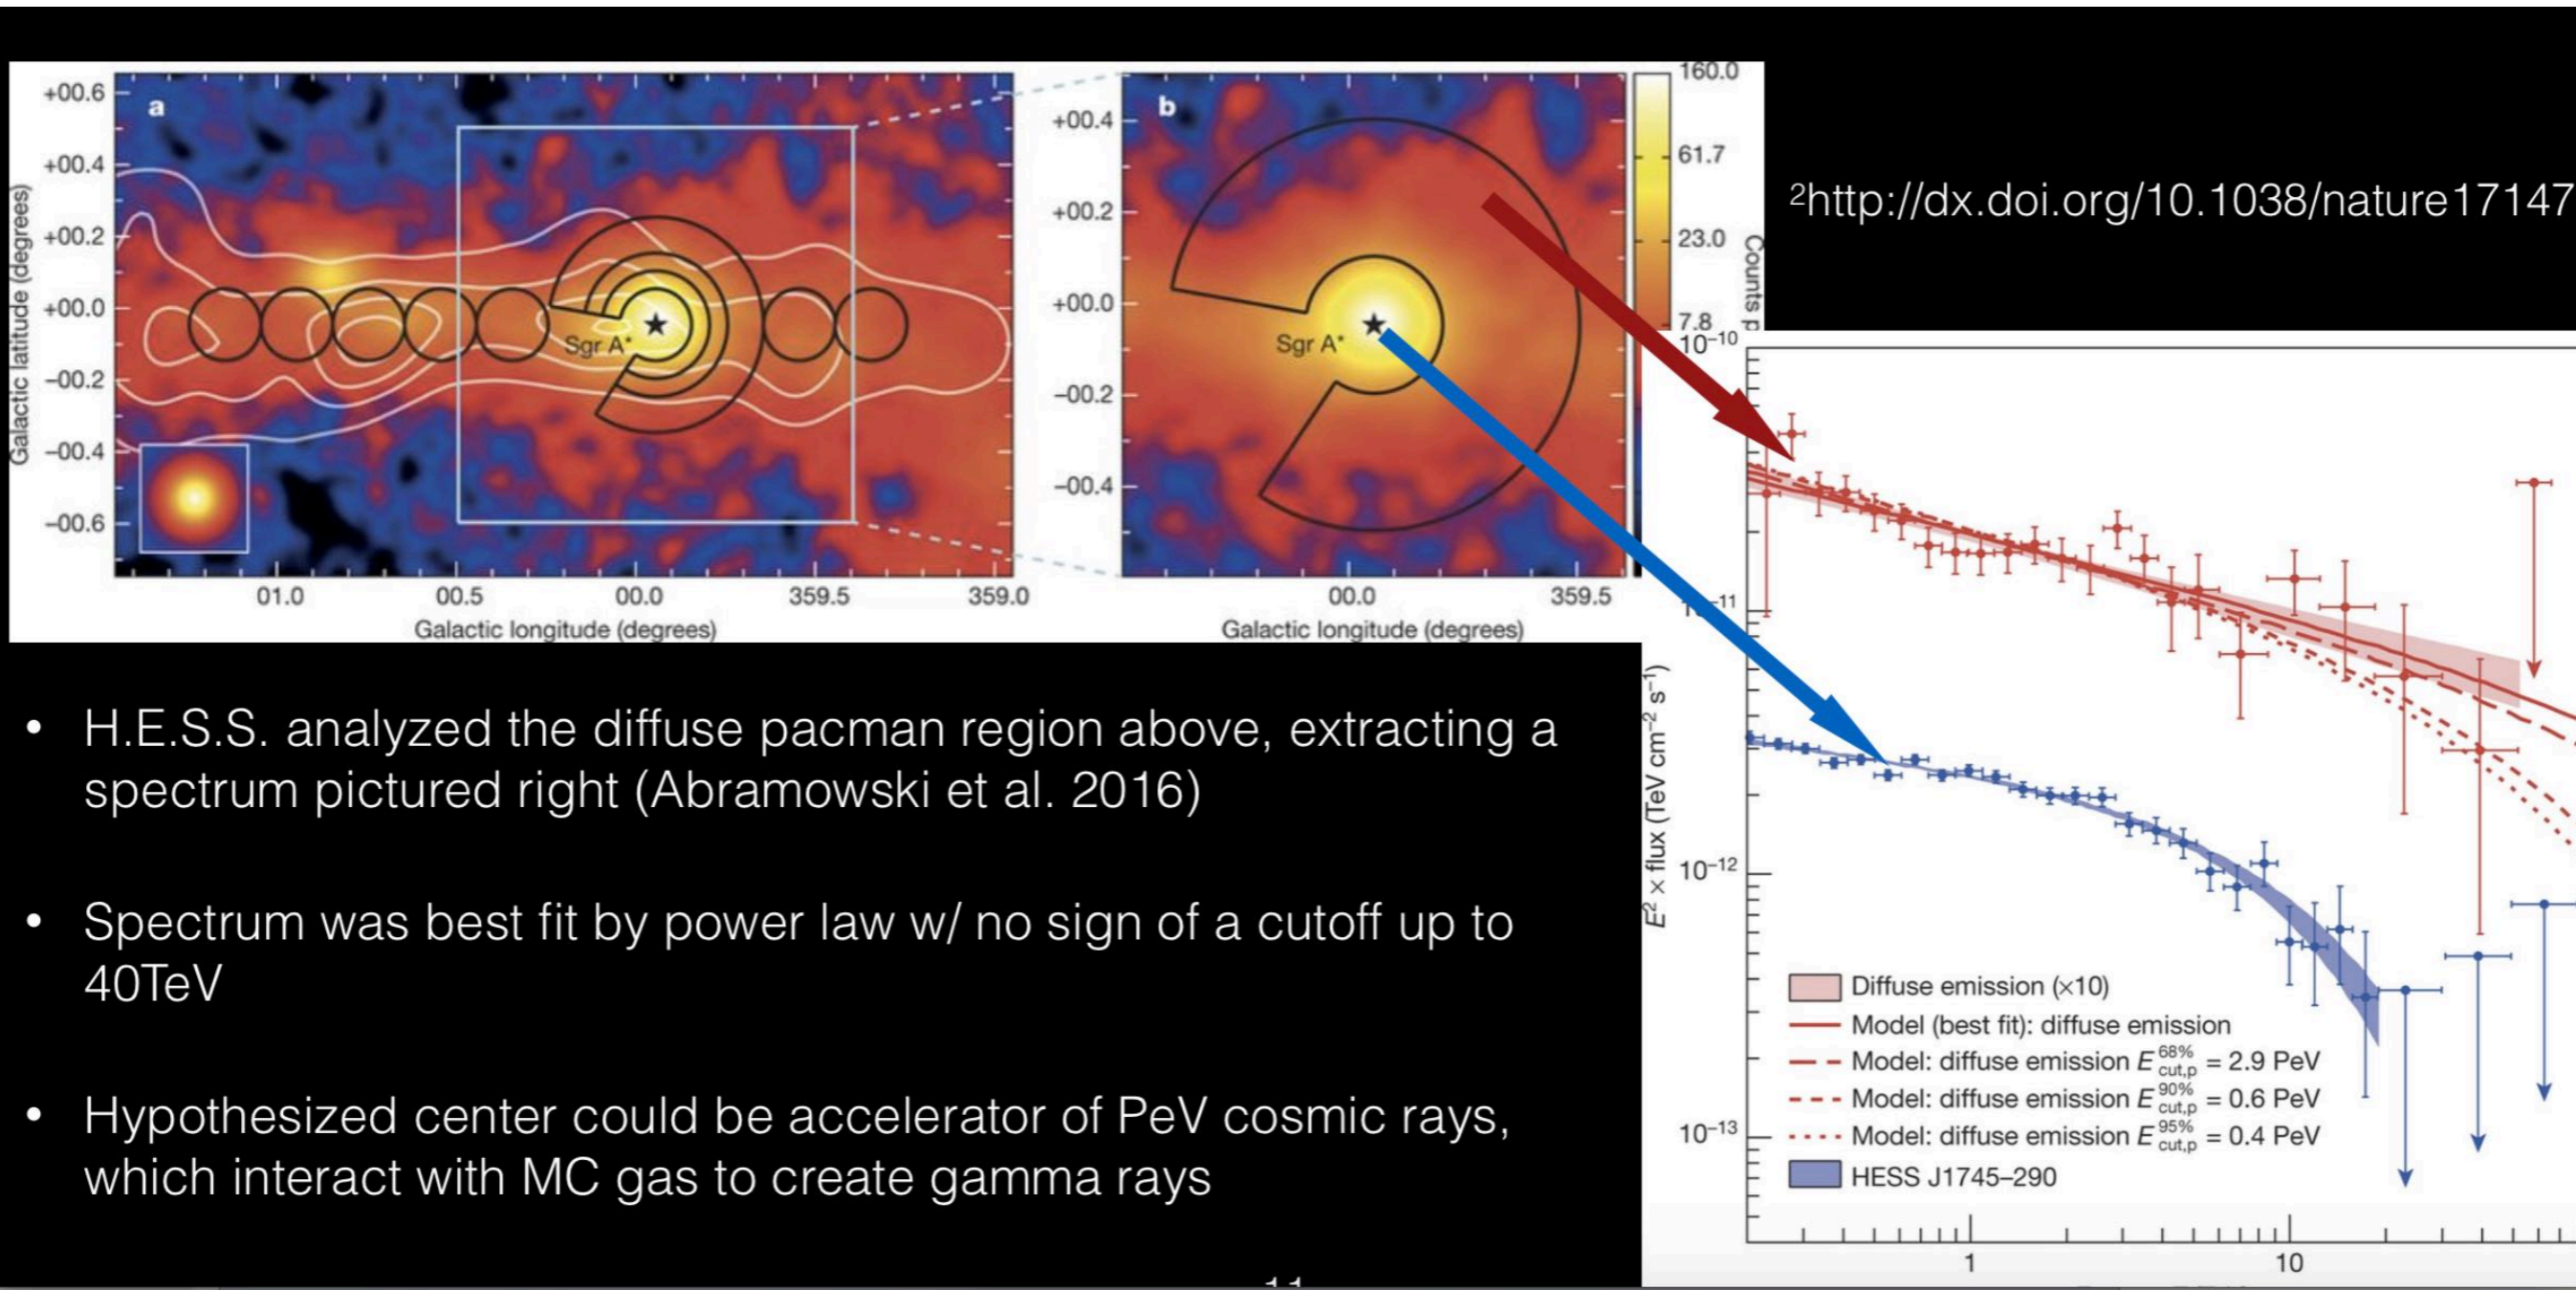 a
+00.6
+00.4
+00.2
+00.0
−00.2
−00.4
−00.6
Galactic latitude (degrees)
Sgr A*
01.0 00.5 00.0 359.5 359.0
Galactic longitude (degrees)
b
+00.4
+00.2
+00.0
−00.2
−00.4
Sgr A*
00.0 359.5
Galactic longitude (degrees)
160.0
61.7
23.0
7.8
Counts p
²http://dx.doi.org/10.1038/nature17147
• H.E.S.S. analyzed the diffuse pacman region above, extracting a
spectrum pictured right (Abramowski et al. 2016)
• Spectrum was best fit by power law w/ no sign of a cutoff up to
40TeV
• Hypothesized center could be accelerator of PeV cosmic rays,
which interact with MC gas to create gamma rays
10⁻¹⁰
10⁻¹²
10⁻¹³
E² × flux (TeV cm⁻² s⁻¹)
Diffuse emission (×10)
Model (best fit): diffuse emission
Model: diffuse emission E 68% cut,p = 2.9 PeV
Model: diffuse emission E 90% cut,p = 0.6 PeV
Model: diffuse emission E 95% cut,p = 0.4 PeV
HESS J1745–290
1 10